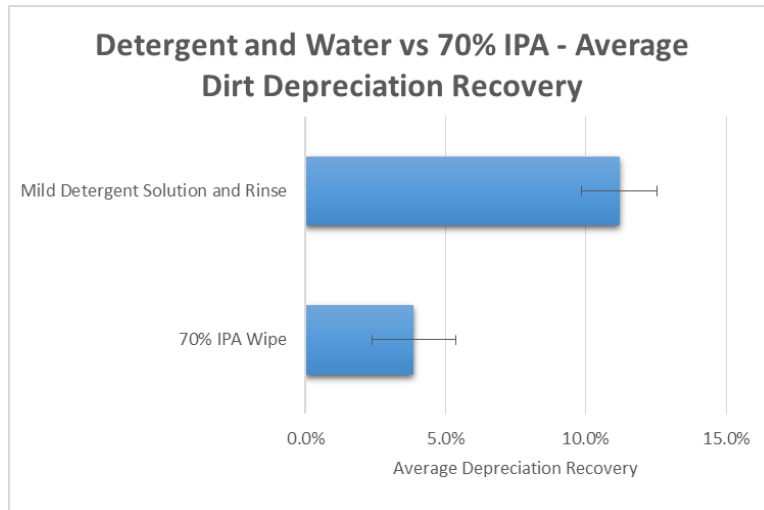 Detergent and Water vs 70% IPA - Average
Dirt Depreciation Recovery
Mild Detergent Solution and Rinse
70% IPA Wipe
0.0%
5.0%
10.0%
15.0%
Average Depreciation Recovery